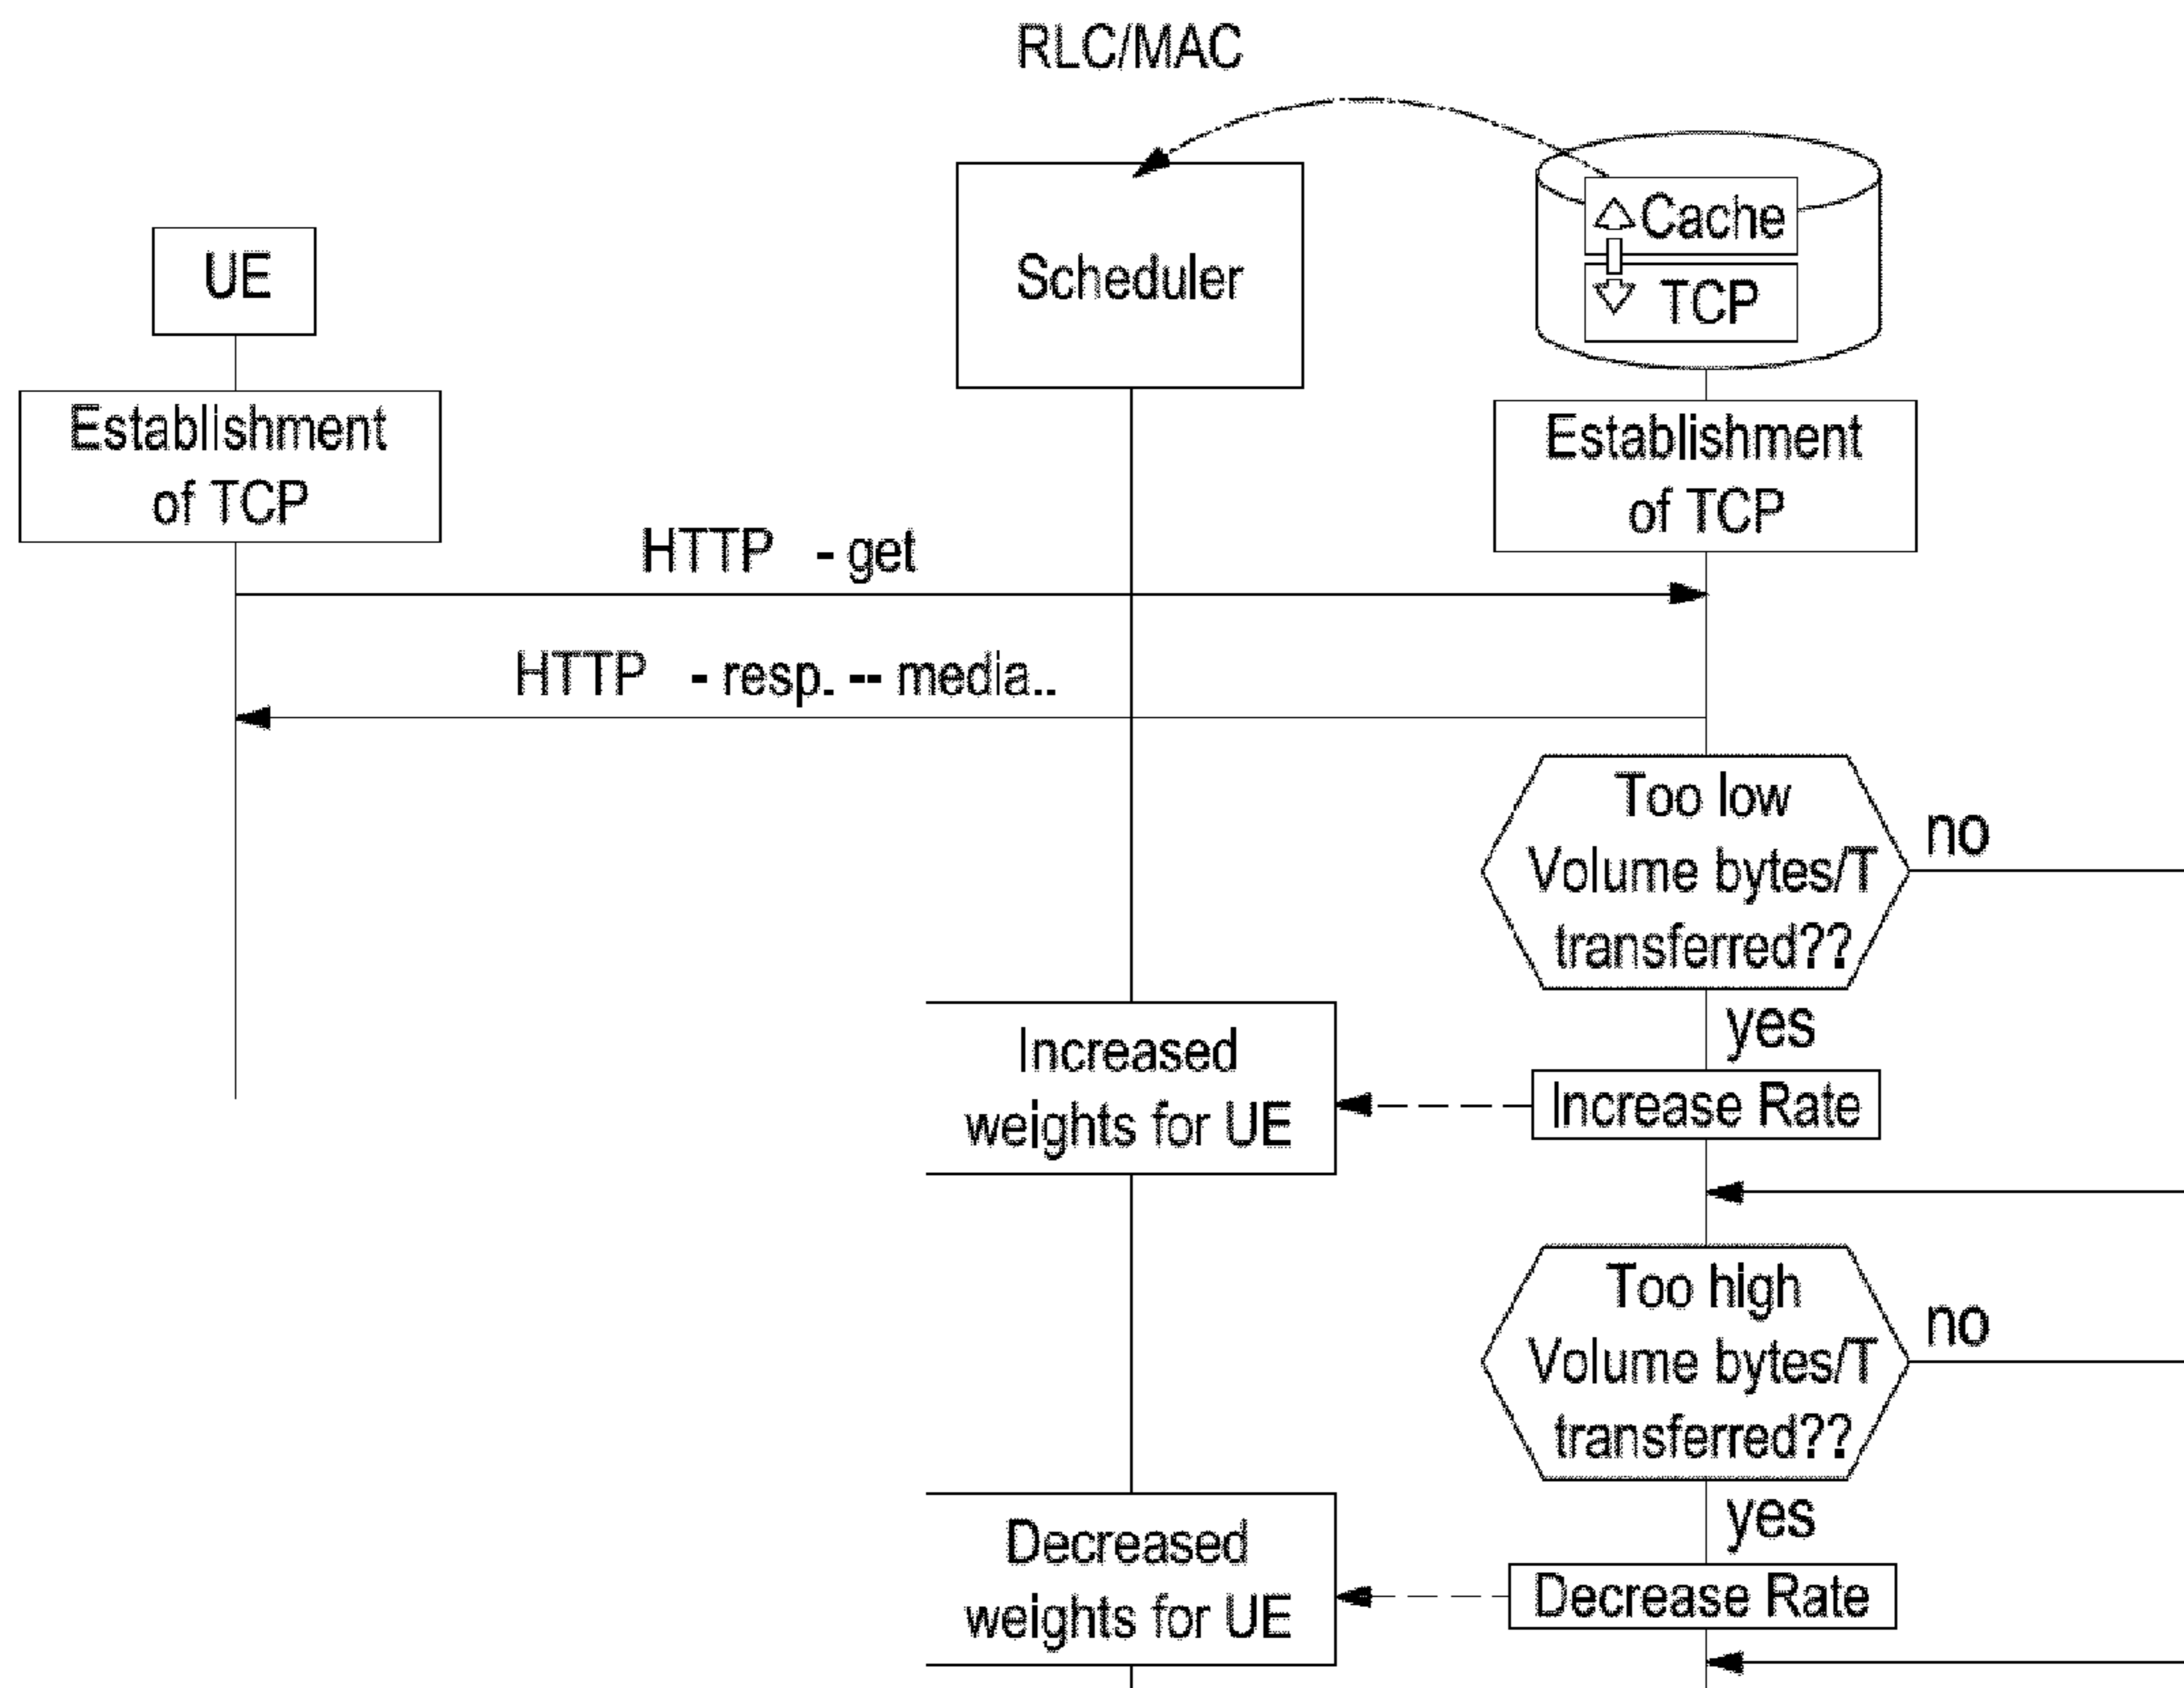 RLC/MAC
UE
Scheduler
Cache
TCP
Establishment
of TCP
Establishment
of TCP
HTTP - get
HTTP - resp. -- media..
Too low
Volume bytes/T
transferred??
no
yes
Increased
weights for UE
Increase Rate
Too high
Volume bytes/T
transferred??
no
yes
Decreased
weights for UE
Decrease Rate